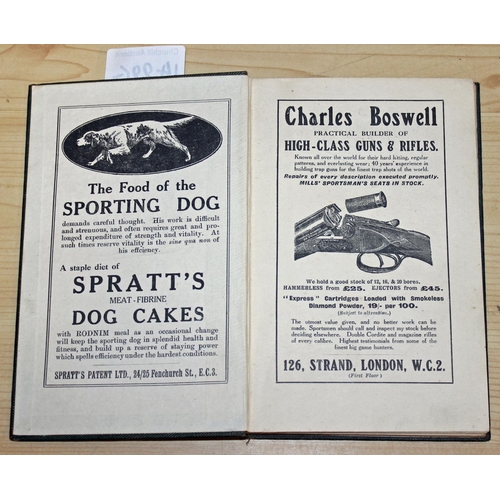 The Food of the
SPORTING DOG
demands careful thought. His work is difficult
and strenuous, and often requires great and pro-
longed expenditure of strength and vitality. At
such times reserve vitality is the sine qua non of
his efficiency.
A staple diet of
SPRATT'S
MEAT-FIBRINE
DOG CAKES
with RODNIM meal as an occasional change
will keep the sporting dog in splendid health and
fitness, and build up a reserve of staying power
which spells efficiency under the hardest conditions.
SPRATT'S PATENT LTD., 24/25 Fenchurch St., E.C.3.
Charles Boswell
PRACTICAL BUILDER OF
HIGH-CLASS GUNS & RIFLES.
Known all over the world for their hard hitting, regular
patterns, and everlasting wear; 40 years' experience in
building trap guns for the finest trap shots of the world.
Repairs of every description executed promptly.
MILLS' SPORTSMAN'S SEATS IN STOCK.
We hold a good stock of 12, 16, & 20 bores.
HAMMERLESS from £25. EJECTORS from £45.
"Express" Cartridges Loaded with Smokeless
Diamond Powder, 19/- per 100.
(Subject to alteration.)
The utmost value given, and no better work can be
made. Sportsmen should call and inspect my stock before
deciding elsewhere. Double Cordite and magazine rifles
of every calibre. Highest testimonials from some of the
finest big game hunters.
126, STRAND, LONDON, W.C.2.
(First Floor)